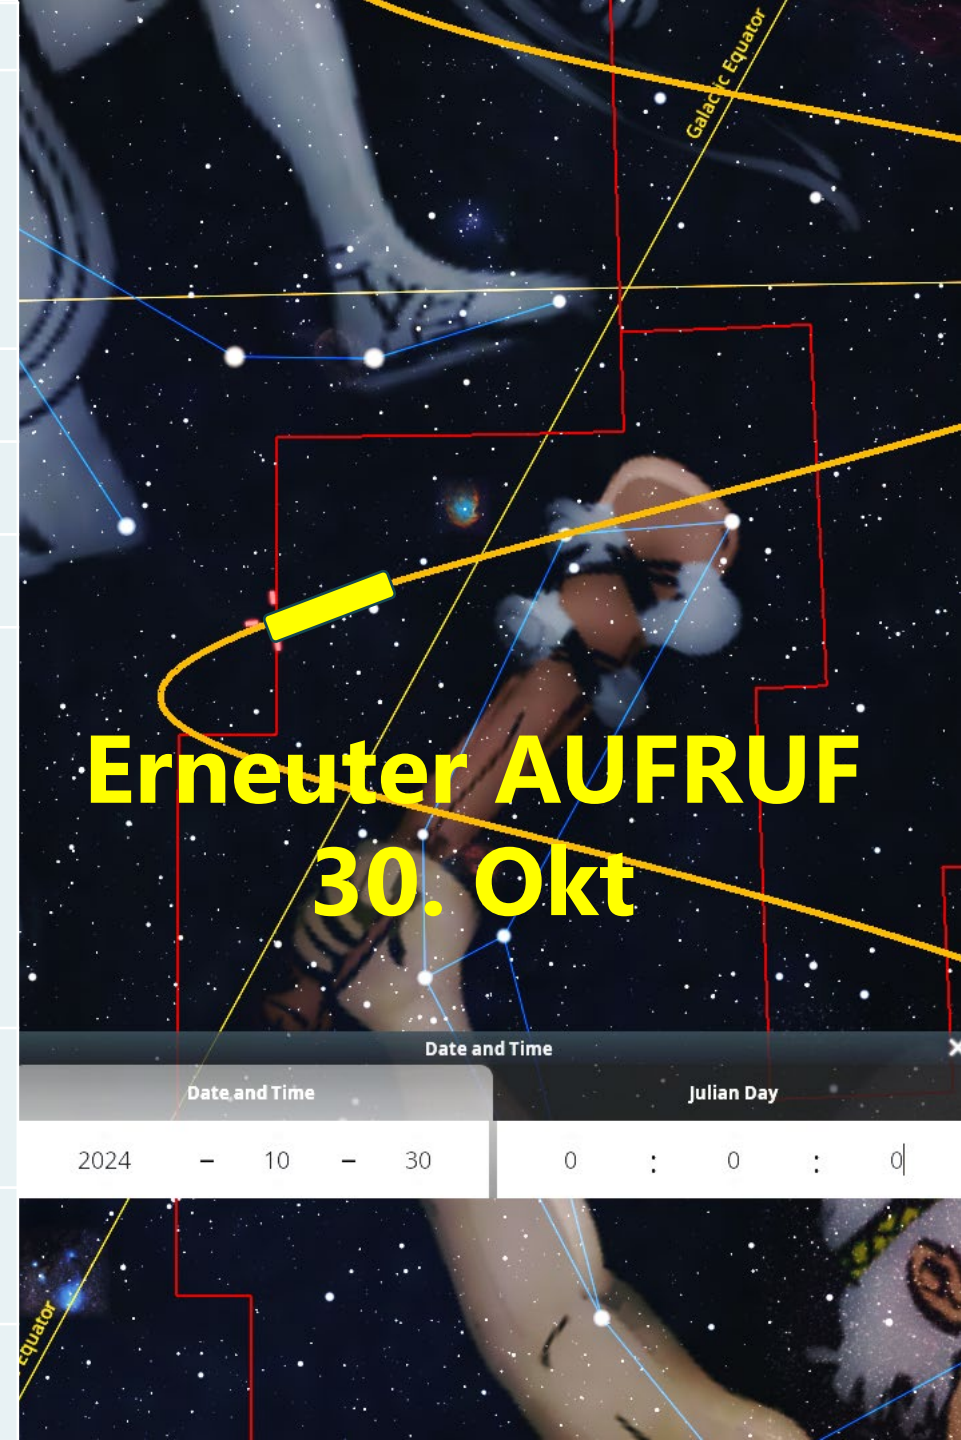 Galactic Equator
Erneuter AUFRUF
30. Okt
Date and Time
Date and Time
Julian Day
2024 – 10 – 30 0 : 0 : 0
Equator